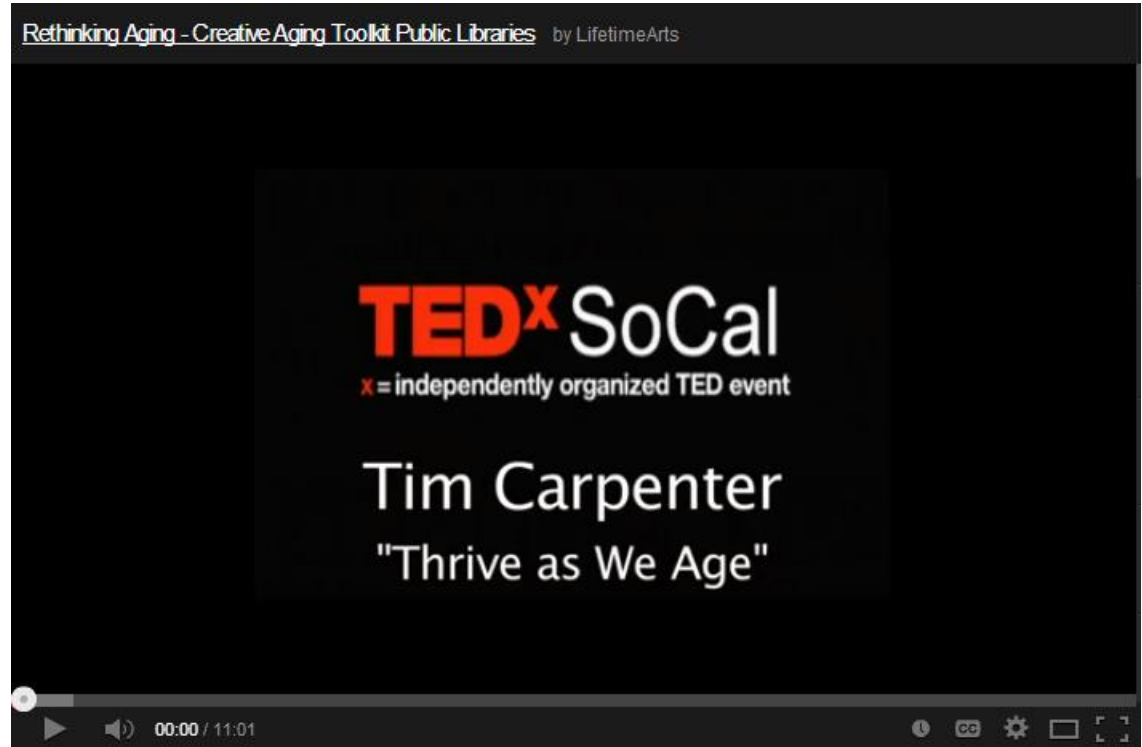 Rethinking Aging - Creative Aging Toolkit Public Libraries by LifetimeArts
TEDx SoCal
x = independently organized TED event
Tim Carpenter
"Thrive as We Age"
00:00 / 11:01
CC